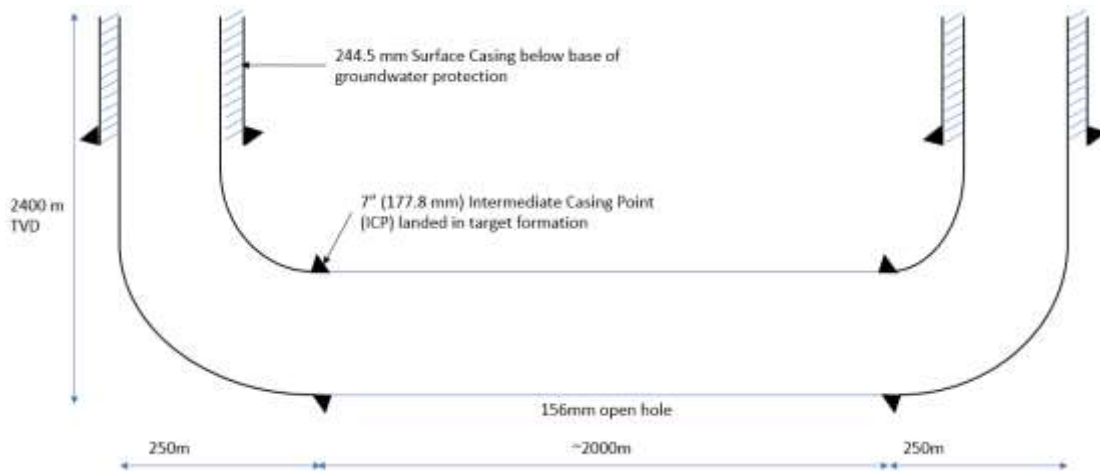 244.5 mm Surface Casing below base of
groundwater protection
2400 m
TVD
7" (177.8 mm) Intermediate Casing Point
(ICP) landed in target formation
156mm open hole
250m
~2000m
250m